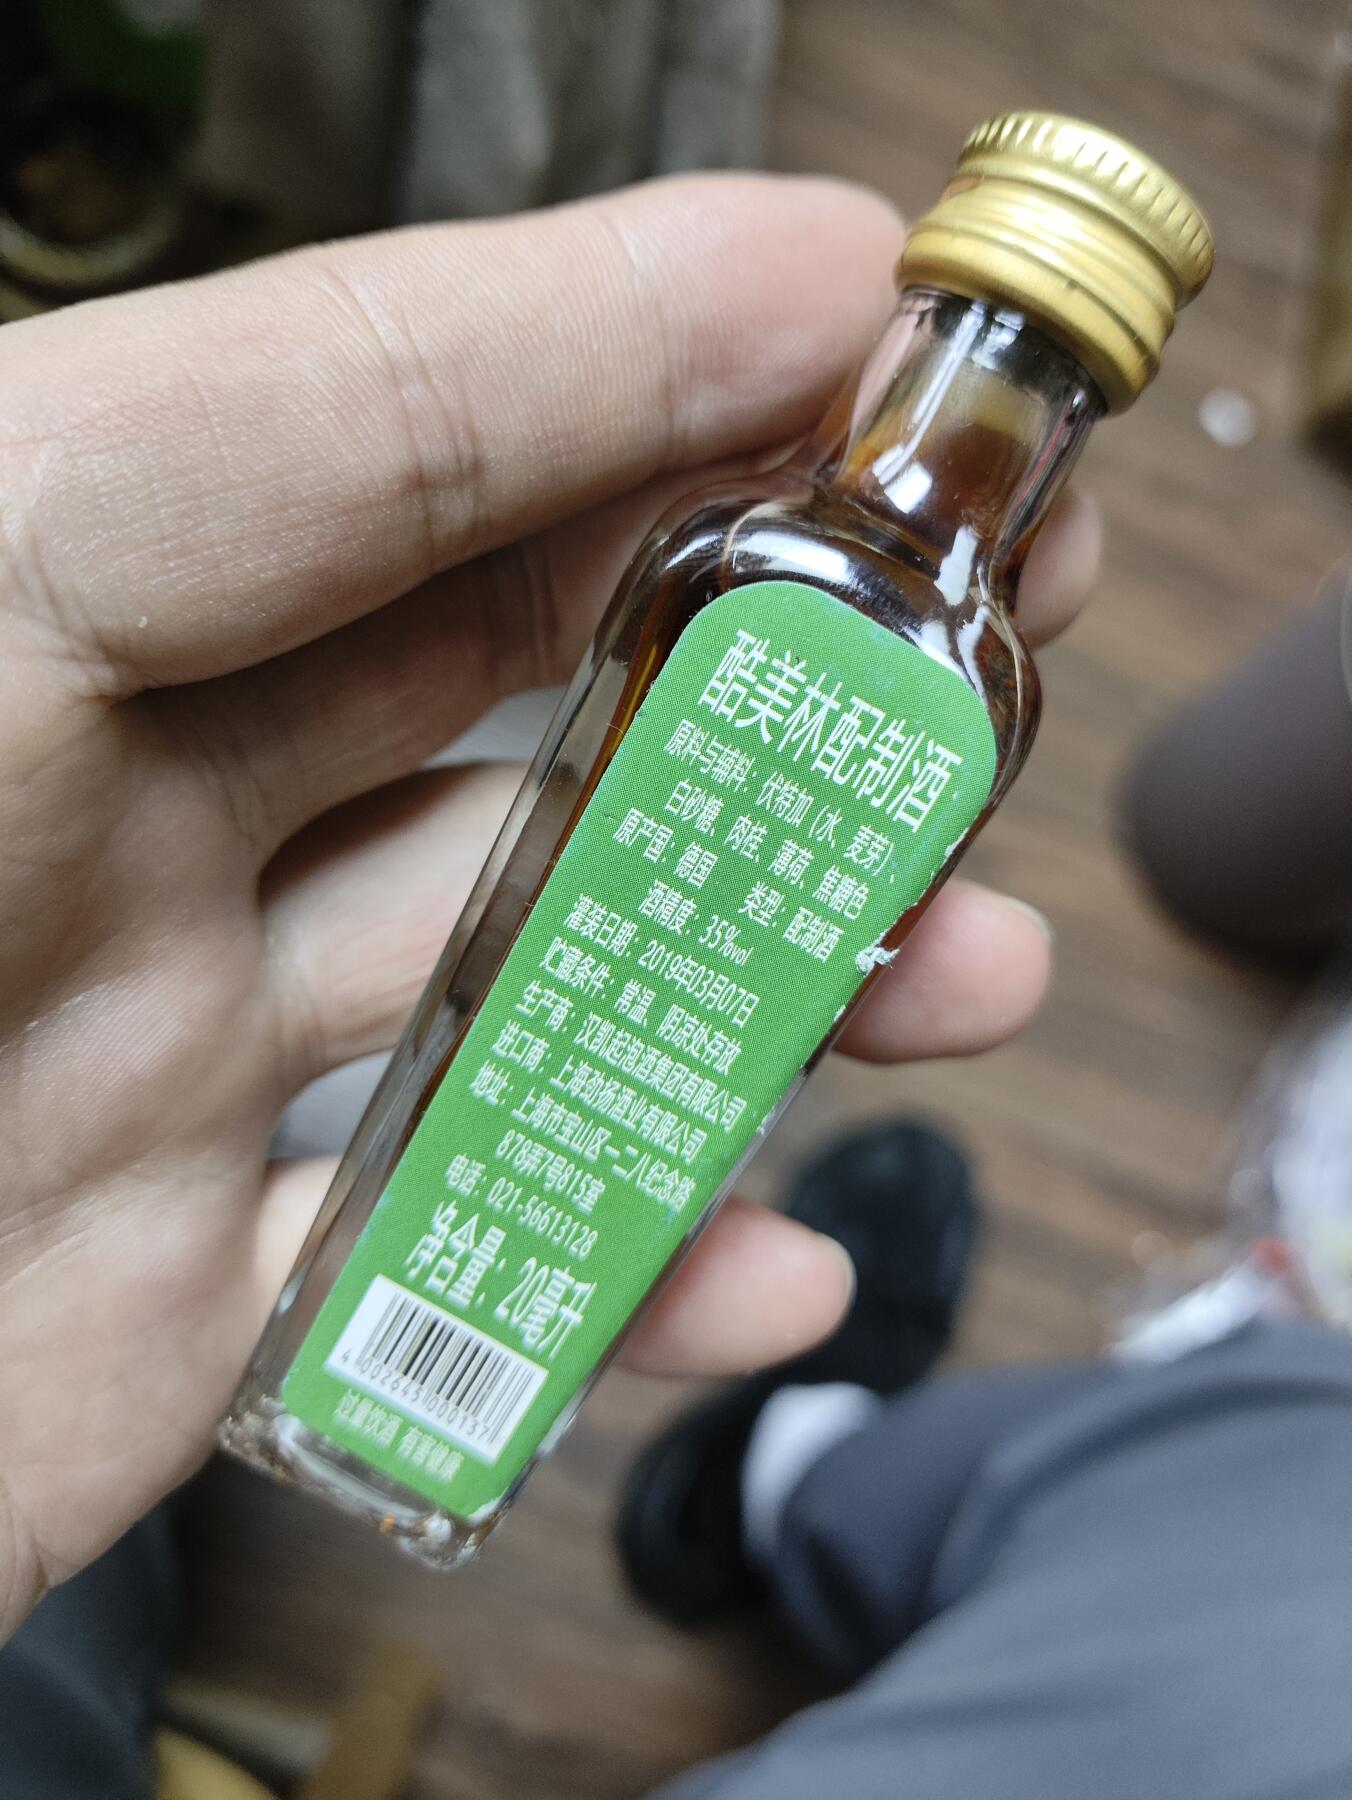 酷美林配制酒
原料与辅料：伏特加（水、麦芽）、
白砂糖、肉桂、薄荷、焦糖色
原产国：德国 类型：配制酒
酒精度：35%vol
灌装日期：2019年03月07日
贮藏条件：常温、阴凉处存放
生产商：汉凯起泡酒集团有限公司
进口商：上海劲扬酒业有限公司
地址：上海市宝山区一二八纪念路
878弄7号815室
电话：021-56613128
净含量：20毫升
4 002645 000137
过量饮酒 有害健康